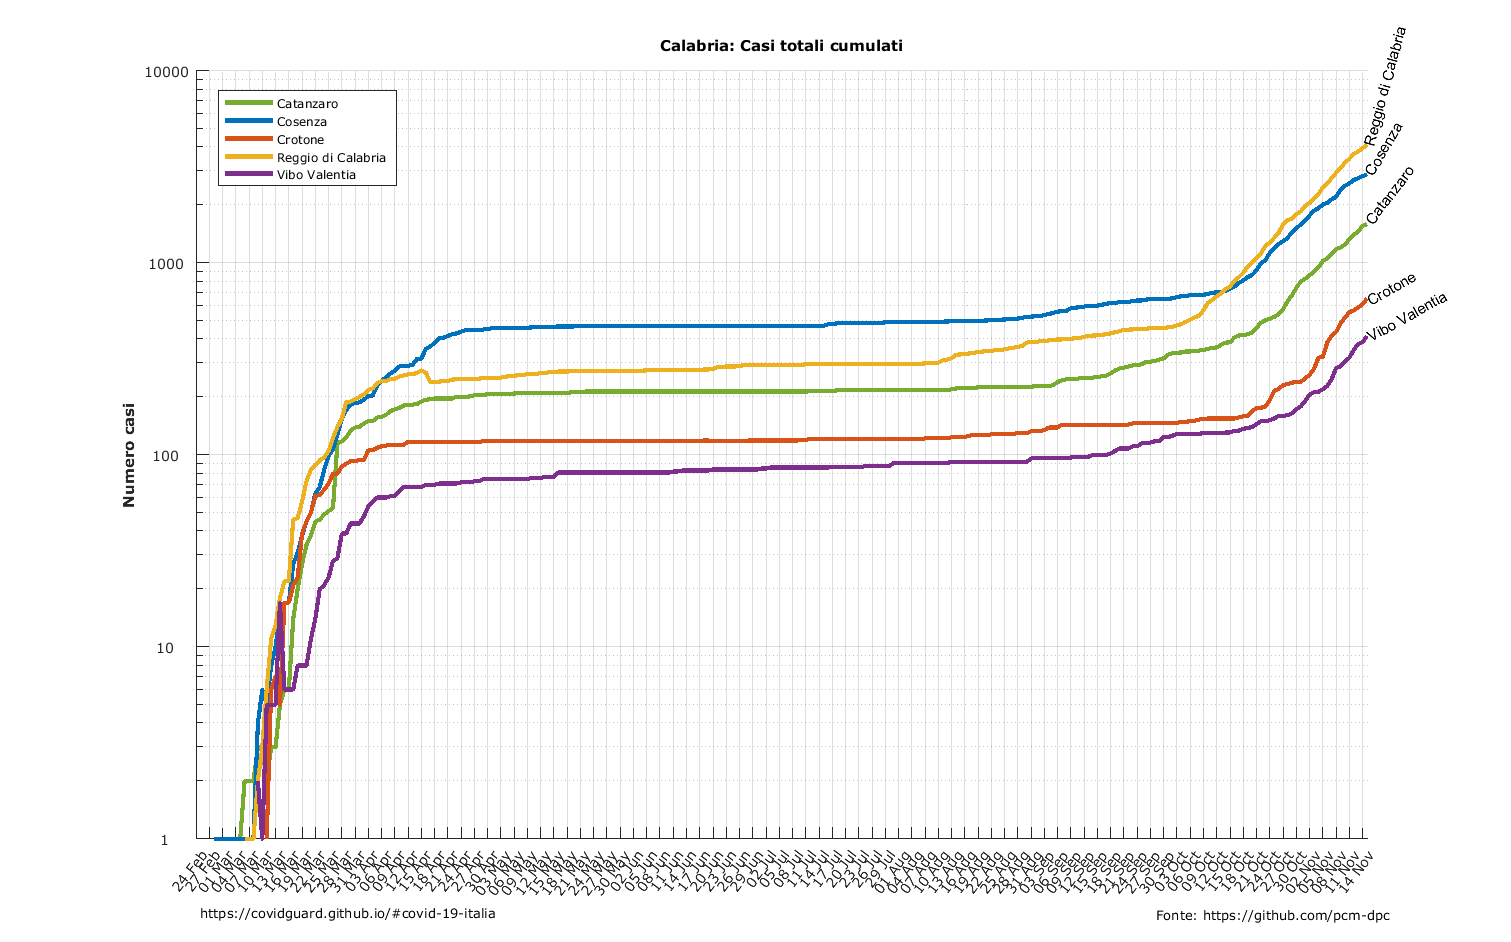 Calabria: Casi totali cumulati
Reggio di Calabria
Cosenza
Catanzaro
Crotone
Vibo Valentia
Catanzaro
Cosenza
Crotone
Reggio di Calabria
Vibo Valentia
Numero casi
10000
1000
100
10
1
24 Feb
27 Feb
01 Mar
04 Mar
07 Mar
10 Mar
13 Mar
16 Mar
19 Mar
22 Mar
25 Mar
28 Mar
31 Mar
03 Apr
06 Apr
09 Apr
12 Apr
15 Apr
18 Apr
21 Apr
24 Apr
27 Apr
30 Apr
03 May
06 May
09 May
12 May
15 May
18 May
21 May
24 May
27 May
30 May
02 Jun
05 Jun
08 Jun
11 Jun
14 Jun
17 Jun
20 Jun
23 Jun
26 Jun
29 Jun
02 Jul
05 Jul
08 Jul
11 Jul
14 Jul
17 Jul
20 Jul
23 Jul
26 Jul
29 Jul
01 Aug
04 Aug
07 Aug
10 Aug
13 Aug
16 Aug
19 Aug
22 Aug
25 Aug
28 Aug
31 Aug
03 Sep
06 Sep
09 Sep
12 Sep
15 Sep
18 Sep
21 Sep
24 Sep
27 Sep
30 Sep
03 Oct
06 Oct
09 Oct
12 Oct
15 Oct
18 Oct
21 Oct
24 Oct
27 Oct
30 Oct
02 Nov
05 Nov
08 Nov
11 Nov
14 Nov
https://covidguard.github.io/#covid-19-italia
Fonte: https://github.com/pcm-dpc